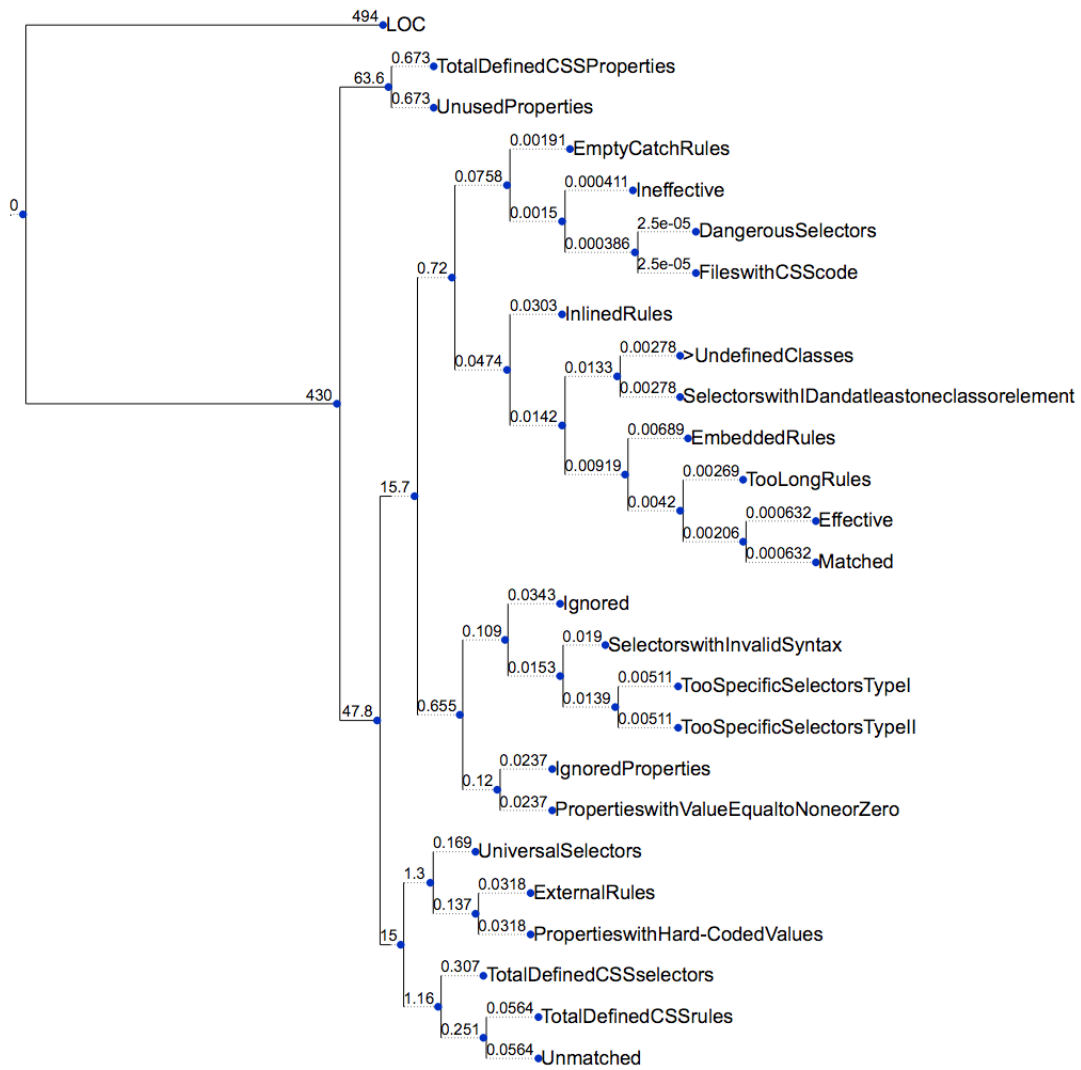 494 LOC
0.673 TotalDefinedCSSProperties
63.6
0.673 UnusedProperties
0.00191 EmptyCatchRules
0.0758
0.000411 Ineffective
0
0.0015
2.5e-05 DangerousSelectors
0.000386
0.72
2.5e-05 FileswithCSScode
0.0303 InlinedRules
0.00278 >UndefinedClasses
0.0474
0.0133
0.00278 SelectorswithIDandatleastoneclassorelement
430
0.0142
0.00689 EmbeddedRules
0.00919
0.00269 TooLongRules
15.7
0.0042
0.000632 Effective
0.00206
0.000632 Matched
0.0343 Ignored
0.109
0.019 SelectorswithInvalidSyntax
0.0153
0.00511 TooSpecificSelectorsTypeI
0.0139
47.8
0.655
0.00511 TooSpecificSelectorsTypeII
0.0237 IgnoredProperties
0.12
0.0237 PropertieswithValueEqualtoNoneorZero
0.169 UniversalSelectors
1.3
0.0318 ExternalRules
0.137
0.0318 PropertieswithHard-CodedValues
15
0.307 TotalDefinedCSSselectors
1.16
0.0564 TotalDefinedCSSrules
0.251
0.0564 Unmatched